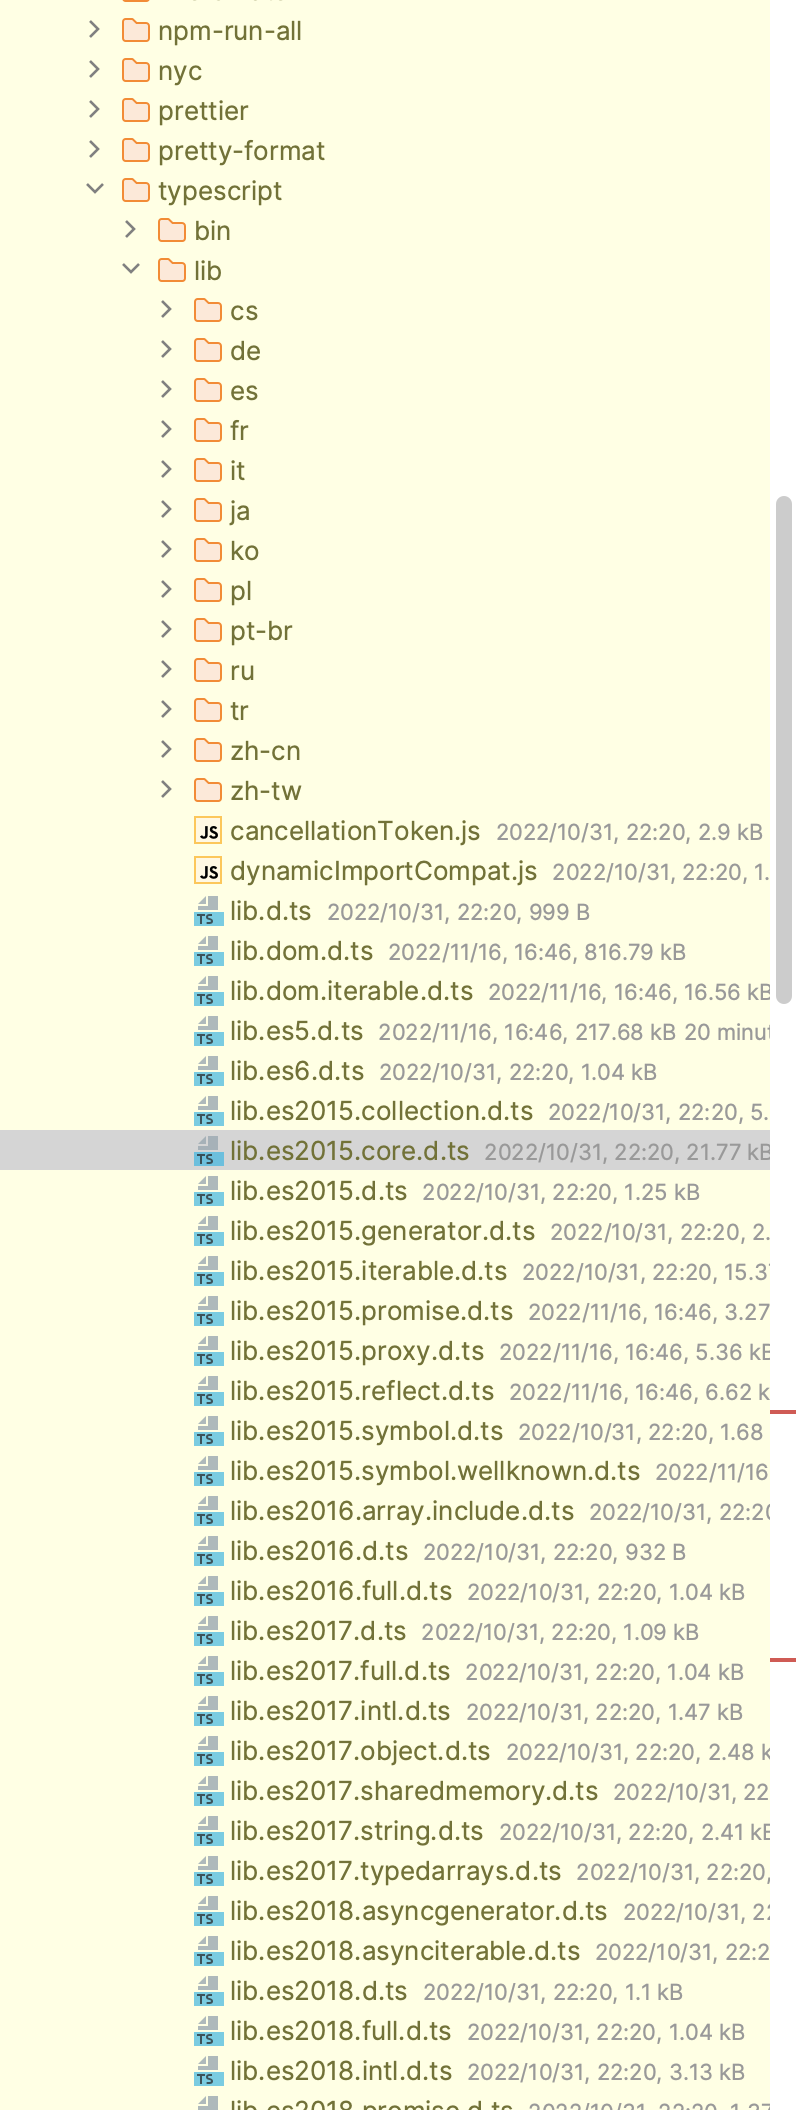 npm-run-all
nyc
prettier
pretty-format
typescript
bin
lib
cs
de
es
fr
it
ja
ko
pl
pt-br
ru
tr
zh-cn
zh-tw
JS cancellationToken.js 2022/10/31, 22:20, 2.9 kB
JS dynamicImportCompat.js 2022/10/31, 22:20, 1.
TS lib.d.ts 2022/10/31, 22:20, 999 B
TS lib.dom.d.ts 2022/11/16, 16:46, 816.79 kB
TS lib.dom.iterable.d.ts 2022/11/16, 16:46, 16.56 kB
TS lib.es5.d.ts 2022/11/16, 16:46, 217.68 kB 20 minut
TS lib.es6.d.ts 2022/10/31, 22:20, 1.04 kB
TS lib.es2015.collection.d.ts 2022/10/31, 22:20, 5.
TS lib.es2015.core.d.ts 2022/10/31, 22:20, 21.77 kB
TS lib.es2015.d.ts 2022/10/31, 22:20, 1.25 kB
TS lib.es2015.generator.d.ts 2022/10/31, 22:20, 2.
TS lib.es2015.iterable.d.ts 2022/10/31, 22:20, 15.3
TS lib.es2015.promise.d.ts 2022/11/16, 16:46, 3.27
TS lib.es2015.proxy.d.ts 2022/11/16, 16:46, 5.36 kB
TS lib.es2015.reflect.d.ts 2022/11/16, 16:46, 6.62 k
TS lib.es2015.symbol.d.ts 2022/10/31, 22:20, 1.68
TS lib.es2015.symbol.wellknown.d.ts 2022/11/16
TS lib.es2016.array.include.d.ts 2022/10/31, 22:20
TS lib.es2016.d.ts 2022/10/31, 22:20, 932 B
TS lib.es2016.full.d.ts 2022/10/31, 22:20, 1.04 kB
TS lib.es2017.d.ts 2022/10/31, 22:20, 1.09 kB
TS lib.es2017.full.d.ts 2022/10/31, 22:20, 1.04 kB
TS lib.es2017.intl.d.ts 2022/10/31, 22:20, 1.47 kB
TS lib.es2017.object.d.ts 2022/10/31, 22:20, 2.48 k
TS lib.es2017.sharedmemory.d.ts 2022/10/31, 22
TS lib.es2017.string.d.ts 2022/10/31, 22:20, 2.41 kB
TS lib.es2017.typedarrays.d.ts 2022/10/31, 22:20,
TS lib.es2018.asyncgenerator.d.ts 2022/10/31, 22
TS lib.es2018.asynciterable.d.ts 2022/10/31, 22:2
TS lib.es2018.d.ts 2022/10/31, 22:20, 1.1 kB
TS lib.es2018.full.d.ts 2022/10/31, 22:20, 1.04 kB
TS lib.es2018.intl.d.ts 2022/10/31, 22:20, 3.13 kB
lib.es2018.promise.d.ts 2022/10/31, 22:20,